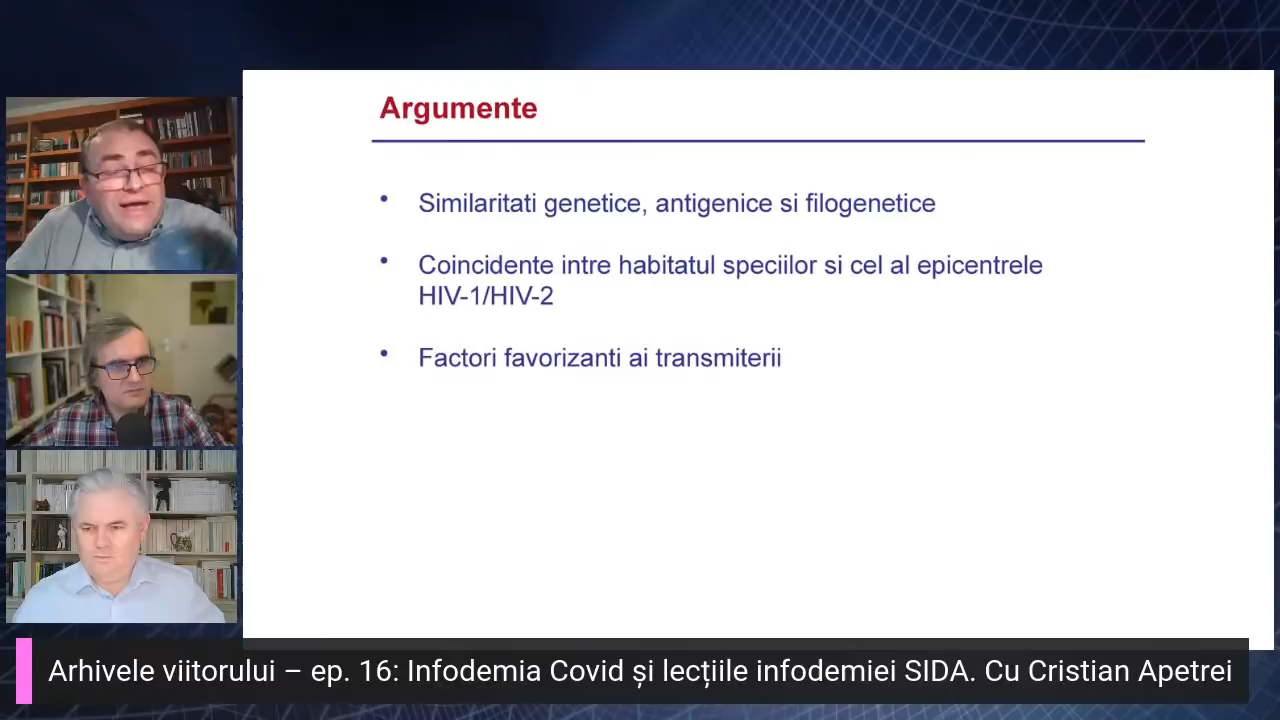 Argumente
• Similaritati genetice, antigenice si filogenetice
• Coincidente intre habitatul speciilor si cel al epicentrele
HIV-1/HIV-2
• Factori favorizanti ai transmiterii
Arhivele viitorului – ep. 16: Infodemia Covid și lecțiile infodemiei SIDA. Cu Cristian Apetrei